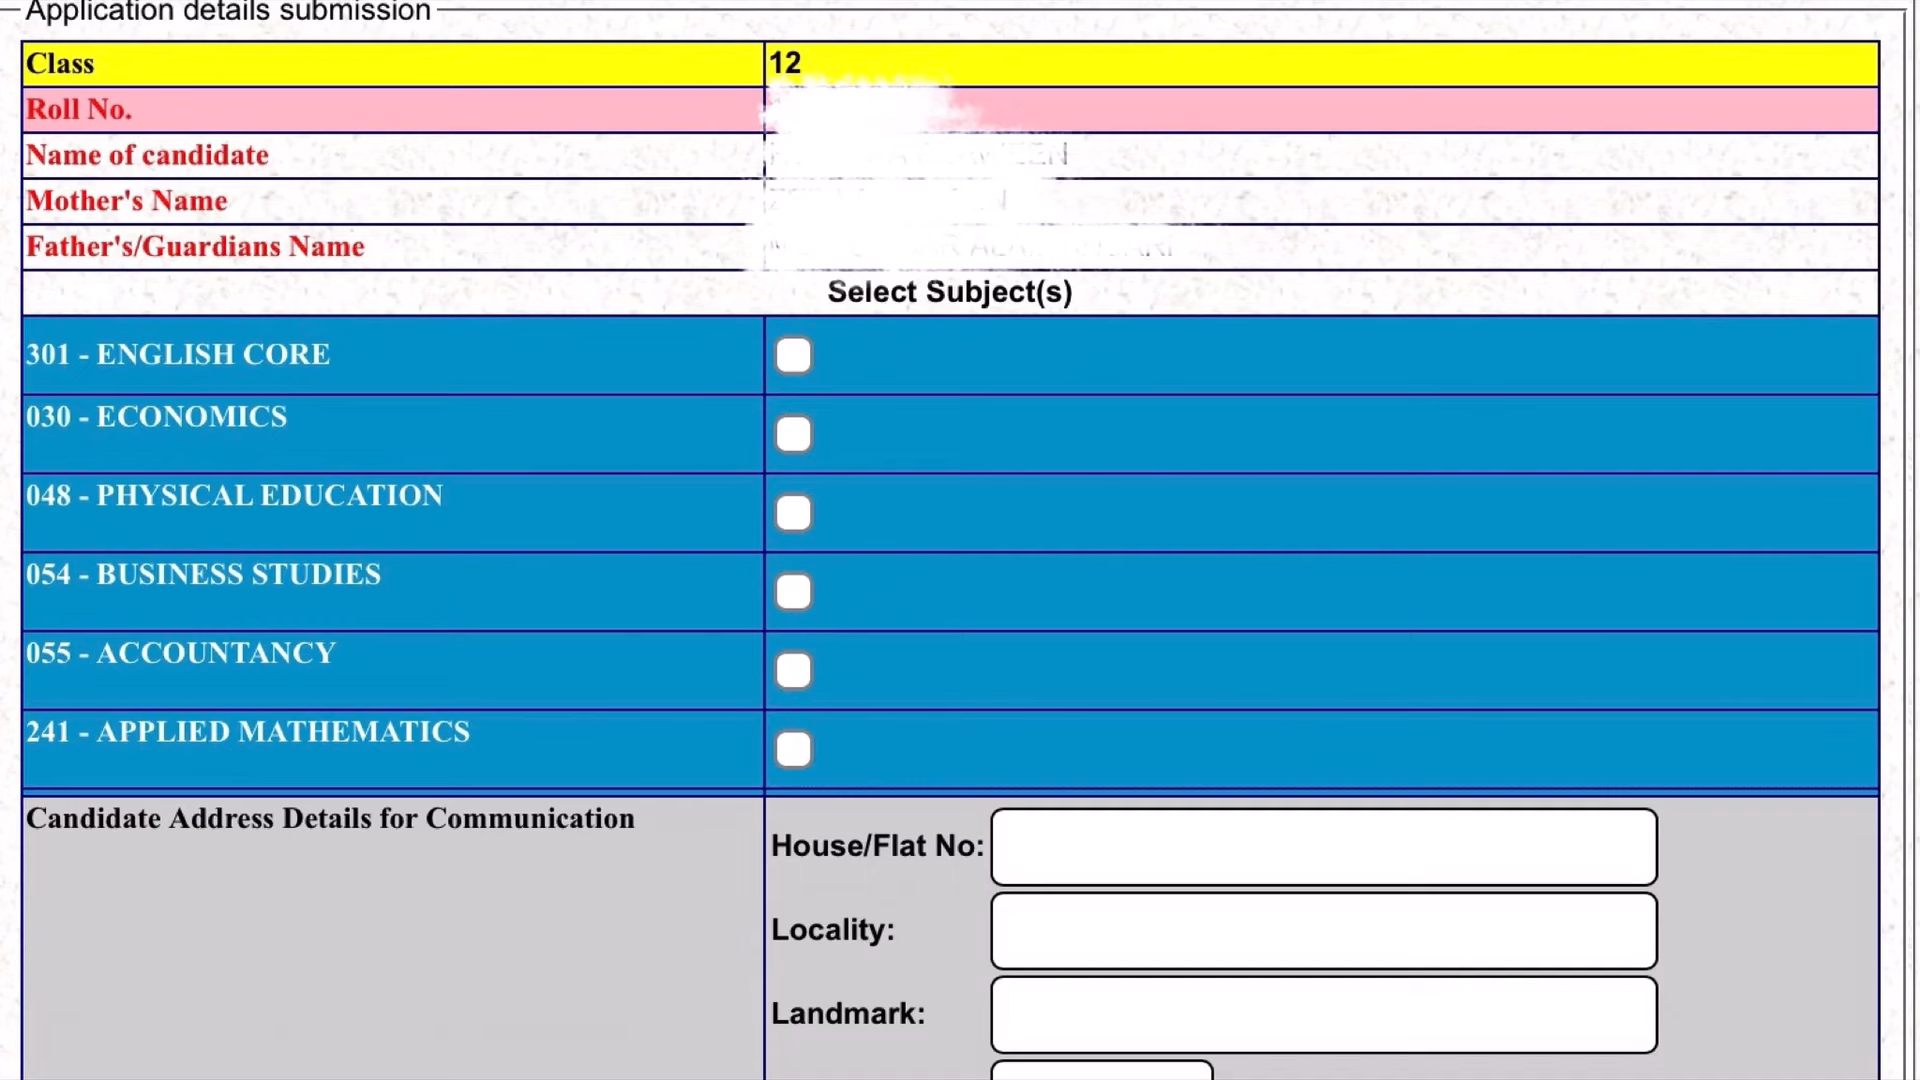 Application details submission
Class 12
Roll No.
Name of candidate
Mother's Name
Father's/Guardians Name
Select Subject(s)
301 - ENGLISH CORE
030 - ECONOMICS
048 - PHYSICAL EDUCATION
054 - BUSINESS STUDIES
055 - ACCOUNTANCY
241 - APPLIED MATHEMATICS
Candidate Address Details for Communication
House/Flat No:
Locality:
Landmark: